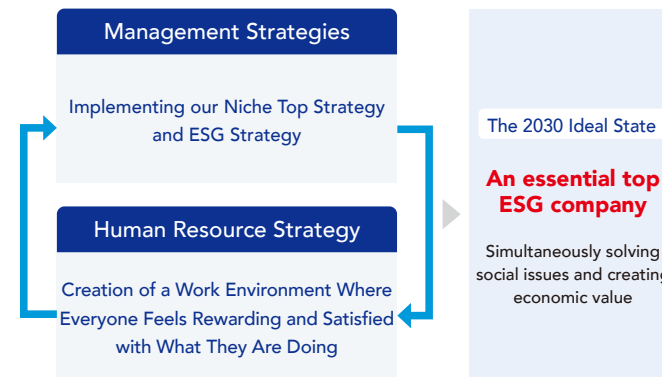 Management Strategies
Implementing our Niche Top Strategy
and ESG Strategy
Human Resource Strategy
Creation of a Work Environment Where
Everyone Feels Rewarding and Satisfied
with What They Are Doing
The 2030 Ideal State
An essential top
ESG company
Simultaneously solving
social issues and creating
economic value